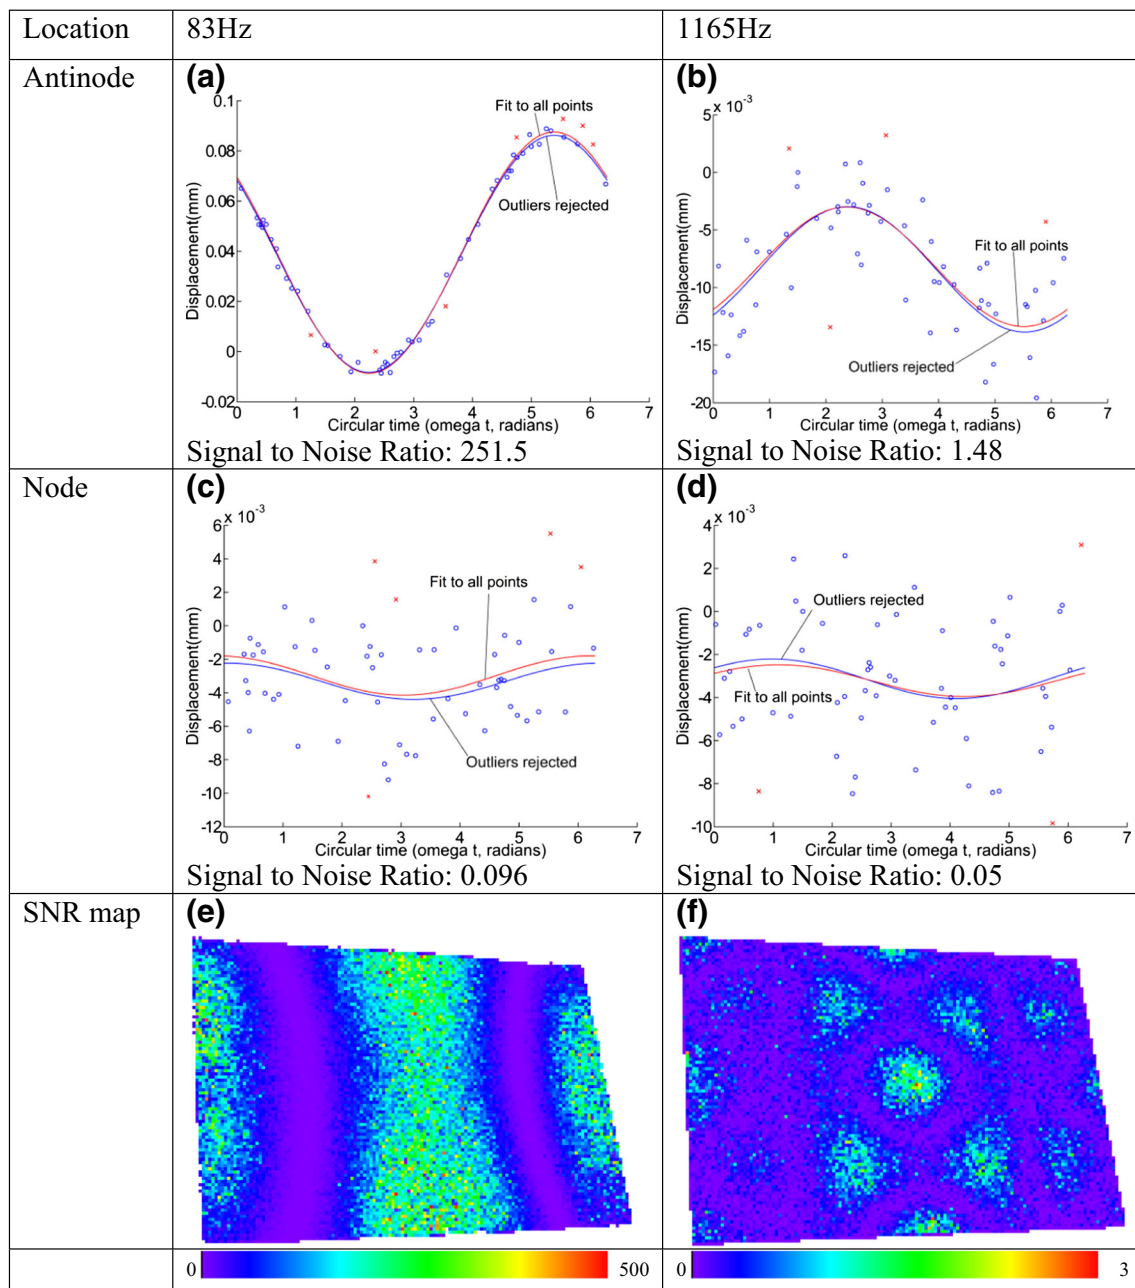 Location 83Hz 1165Hz
Antinode
(a)
0.1
0.08
0.06
0.04
0.02
0
-0.02
0 1 2 3 4 5 6 7
Displacement(mm)
Circular time (omega t, radians)
Fit to all points
Outliers rejected
Signal to Noise Ratio: 251.5
(b)
x 10⁻³
5
0
-5
-10
-15
-20
0 1 2 3 4 5 6 7
Displacement(mm)
Circular time (omega t, radians)
Fit to all points
Outliers rejected
Signal to Noise Ratio: 1.48
Node
(c)
x 10⁻³
6
4
2
0
-2
-4
-6
-8
-10
-12
0 1 2 3 4 5 6 7
Displacement(mm)
Circular time (omega t, radians)
Fit to all points
Outliers rejected
Signal to Noise Ratio: 0.096
(d)
x 10⁻³
4
2
0
-2
-4
-6
-8
-10
0 1 2 3 4 5 6 7
Displacement(mm)
Circular time (omega t, radians)
Outliers rejected
Fit to all points
Signal to Noise Ratio: 0.05
SNR map
(e)
(f)
0 500
0 3